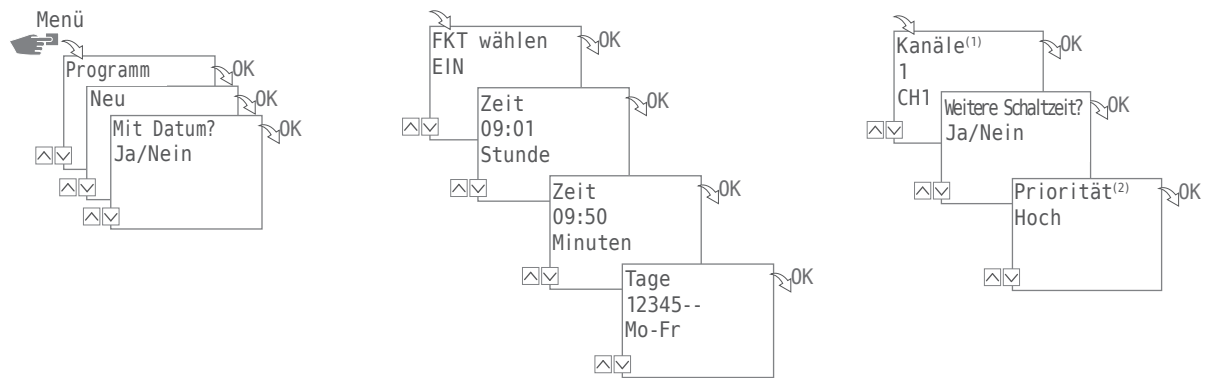 Menü
Programm
OK
Neu
OK
Mit Datum?
Ja/Nein
OK
FKT wählen
EIN
OK
Zeit
09:01
Stunde
OK
Zeit
09:50
Minuten
OK
Tage
12345--
Mo-Fr
OK
Kanäle(1)
1
CH1
OK
Weitere Schaltzeit?
Ja/Nein
OK
Priorität(2)
Hoch
OK